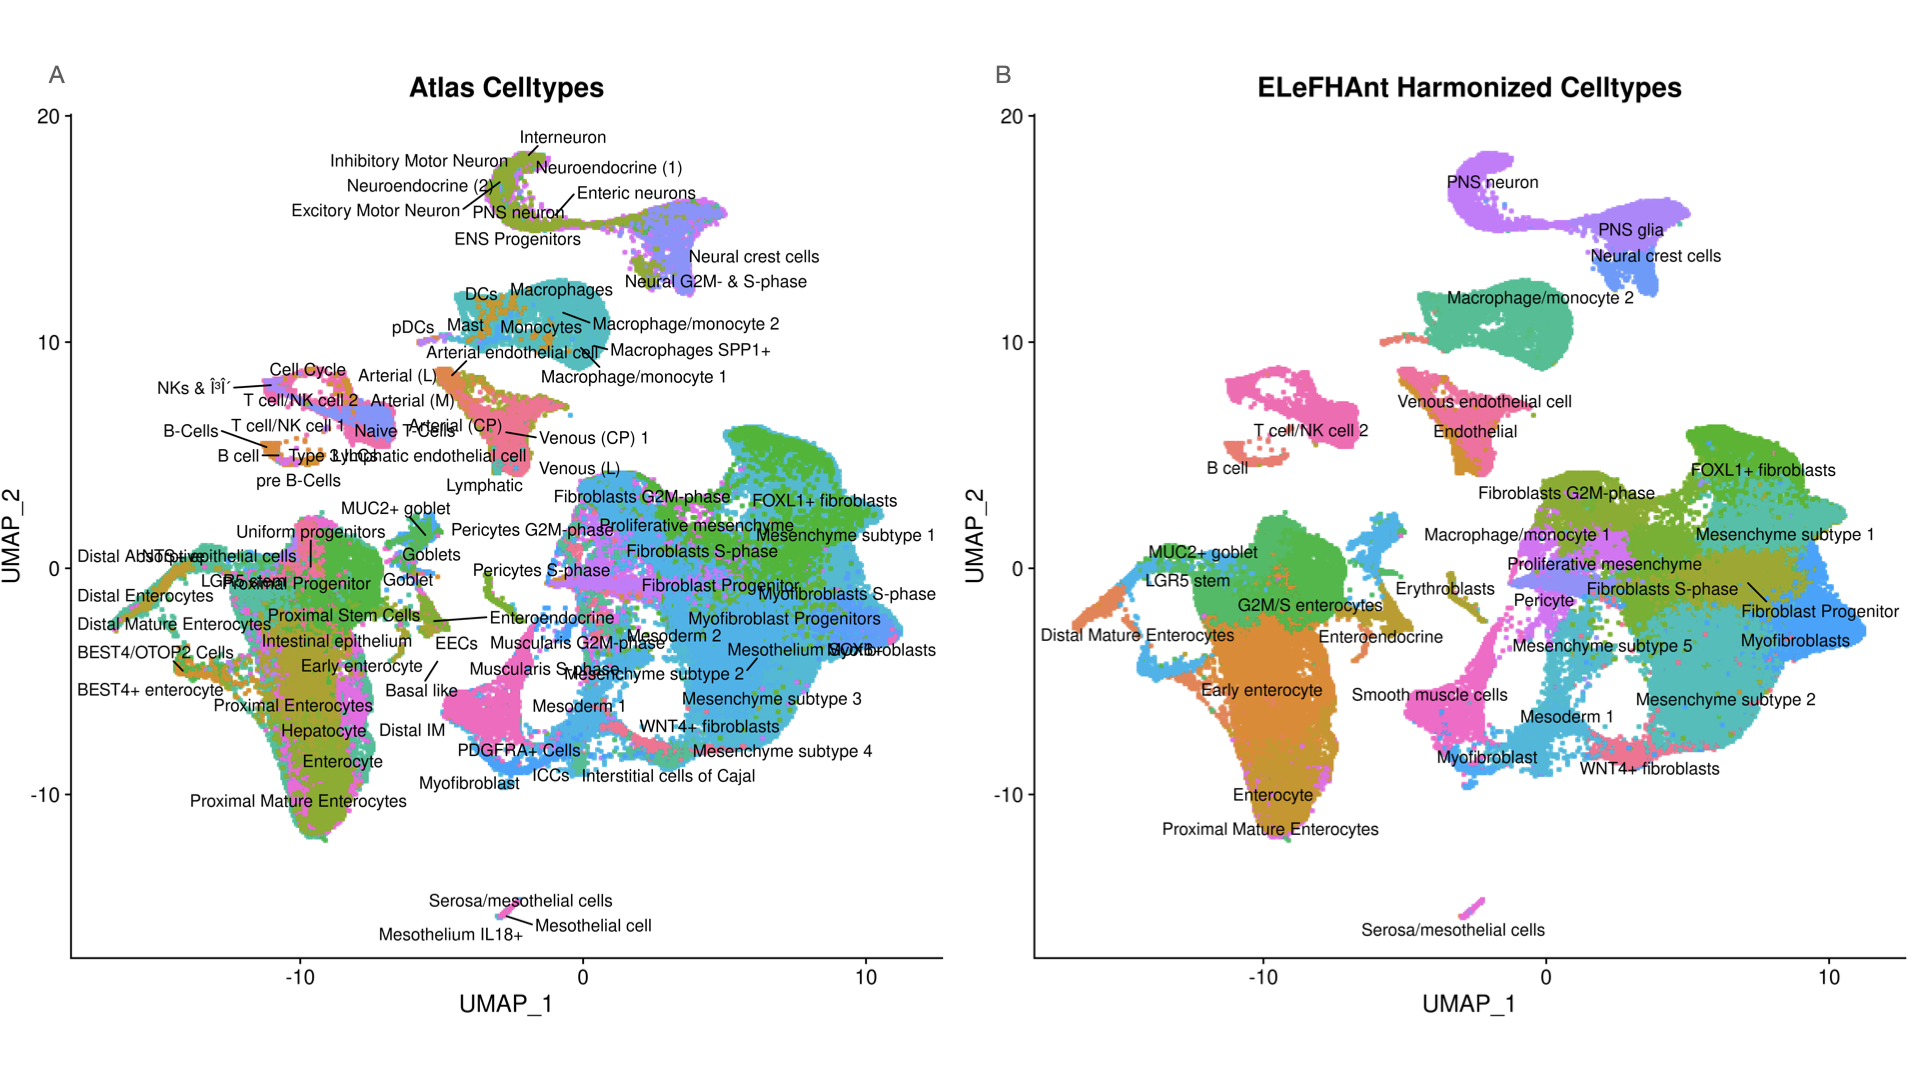 A
Atlas Celltypes
20
10
0
-10
UMAP_2
-10
0
10
UMAP_1
Interneuron
Inhibitory Motor Neuron
Neuroendocrine (1)
Neuroendocrine (2)
Enteric neurons
Excitory Motor Neuron
PNS neuron
ENS Progenitors
Neural crest cells
Neural G2M- & S-phase
DCs
Macrophages
pDCs
Mast
Monocytes
Macrophage/monocyte 2
Arterial endothelial cell
Macrophages SPP1+
Macrophage/monocyte 1
Cell Cycle
Arterial (L)
NKs & Î³Î´
T cell/NK cell 2
Arterial (M)
T cell/NK cell 1
Naive T-Cells
Arterial (CP)
B-Cells
Venous (CP) 1
B cell
Type 3 ILCs
Lymphatic endothelial cell
pre B-Cells
Venous (L)
Lymphatic
Fibroblasts G2M-phase
FOXL1+ fibroblasts
MUC2+ goblet
Uniform progenitors
Pericytes G2M-phase
Proliferative mesenchyme
Mesenchyme subtype 1
Distal Absorptive
NTS+ epithelial cells
Goblets
Fibroblasts S-phase
LGR5 stem
Proximal Progenitor
Goblet
Pericytes S-phase
Fibroblast Progenitor
Distal Enterocytes
Myofibroblasts S-phase
Proximal Stem Cells
Enteroendocrine
Myofibroblast Progenitors
Distal Mature Enterocytes
Intestinal epithelium
EECs
Muscularis G2M-phase
Mesoderm 2
BEST4/OTOP2 Cells
Mesothelium SOX6+
Myofibroblasts
Early enterocyte
Muscularis S-phase
Mesenchyme subtype 2
BEST4+ enterocyte
Basal like
Proximal Enterocytes
Mesoderm 1
Mesenchyme subtype 3
Hepatocyte
Distal IM
WNT4+ fibroblasts
PDGFRA+ Cells
Mesenchyme subtype 4
Enterocyte
Myofibroblast
ICCs
Interstitial cells of Cajal
Proximal Mature Enterocytes
Serosa/mesothelial cells
Mesothelial cell
Mesothelium IL18+
B
ELeFHAnt Harmonized Celltypes
20
10
0
-10
UMAP_2
-10
0
10
UMAP_1
PNS neuron
PNS glia
Neural crest cells
Macrophage/monocyte 2
Venous endothelial cell
T cell/NK cell 2
Endothelial
B cell
FOXL1+ fibroblasts
Fibroblasts G2M-phase
Macrophage/monocyte 1
Mesenchyme subtype 1
MUC2+ goblet
Proliferative mesenchyme
LGR5 stem
Erythroblasts
Fibroblasts S-phase
G2M/S enterocytes
Pericyte
Fibroblast Progenitor
Distal Mature Enterocytes
Enteroendocrine
Mesenchyme subtype 5
Myofibroblasts
Early enterocyte
Smooth muscle cells
Mesenchyme subtype 2
Mesoderm 1
Myofibroblast
WNT4+ fibroblasts
Enterocyte
Proximal Mature Enterocytes
Serosa/mesothelial cells